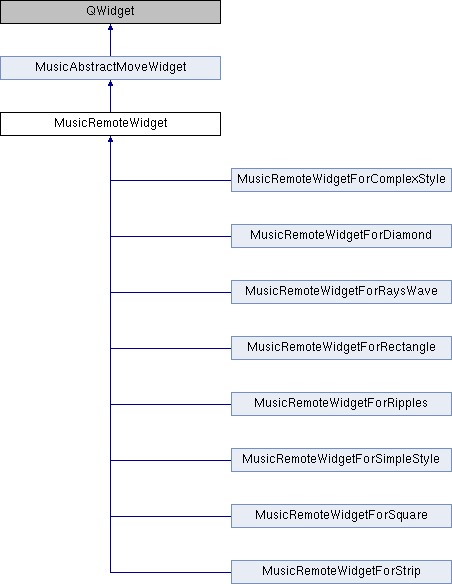 QWidget
MusicAbstractMoveWidget
MusicRemoteWidget
MusicRemoteWidgetForComplexStyle
MusicRemoteWidgetForDiamond
MusicRemoteWidgetForRaysWave
MusicRemoteWidgetForRectangle
MusicRemoteWidgetForRipples
MusicRemoteWidgetForSimpleStyle
MusicRemoteWidgetForSquare
MusicRemoteWidgetForStrip